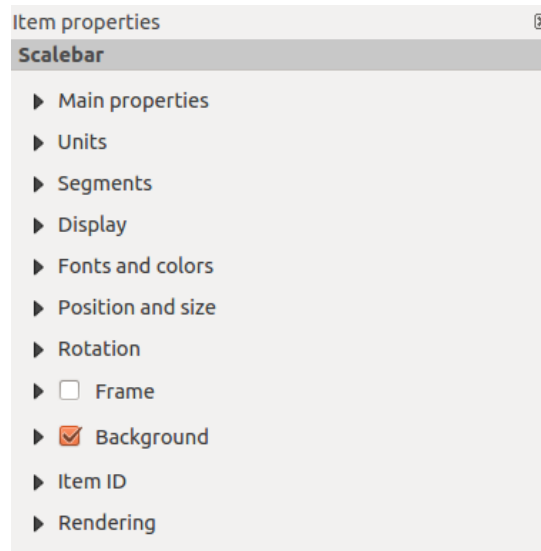 Item properties
Scalebar
Main properties
Units
Segments
Display
Fonts and colors
Position and size
Rotation
Frame
Background
Item ID
Rendering